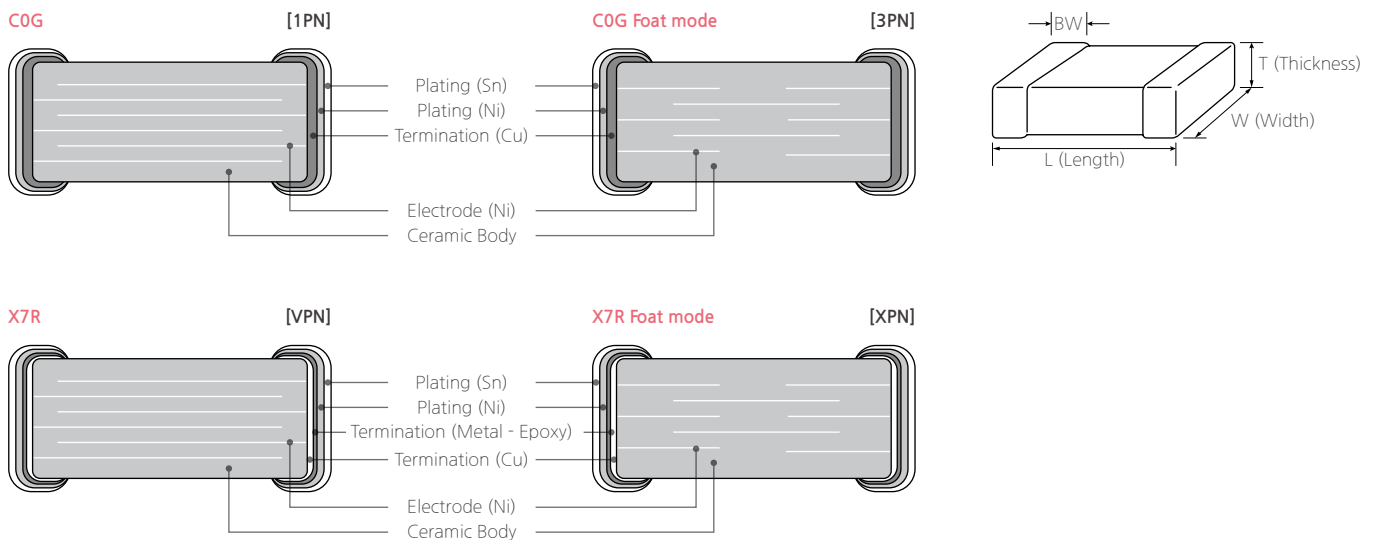 C0G [1PN]
C0G Foat mode [3PN]
Plating (Sn)
Plating (Ni)
Termination (Cu)
Electrode (Ni)
Ceramic Body
BW
T (Thickness)
W (Width)
L (Length)
X7R [VPN]
X7R Foat mode [XPN]
Plating (Sn)
Plating (Ni)
Termination (Metal - Epoxy)
Termination (Cu)
Electrode (Ni)
Ceramic Body